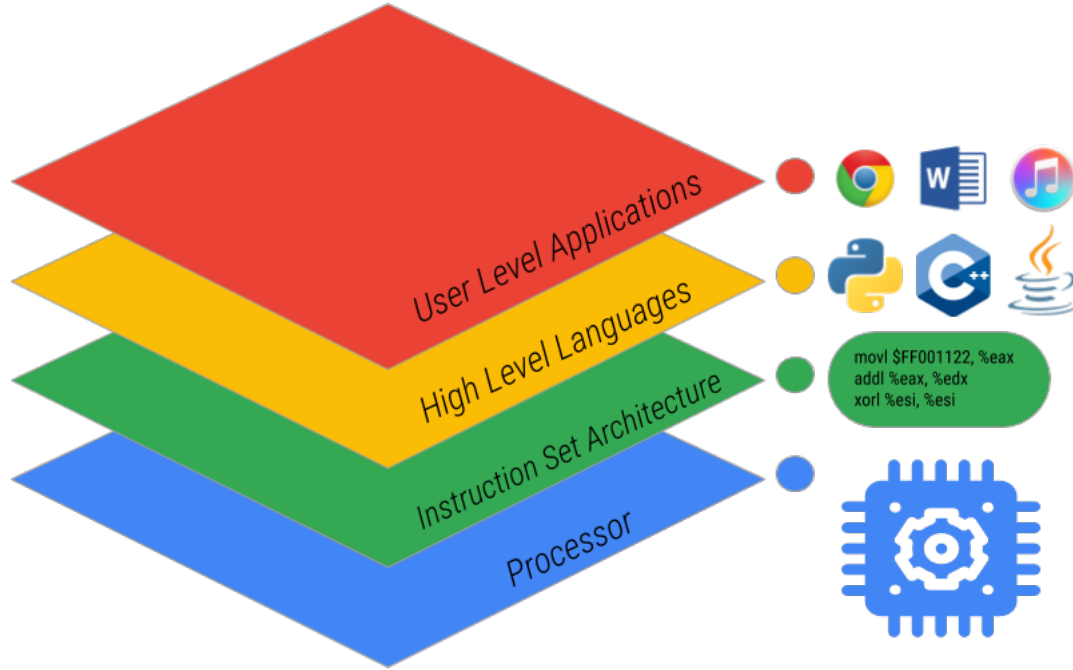 User Level Applications
W
High Level Languages
C++
Instruction Set Architecture
movl $FF001122, %eax
addl %eax, %edx
xorl %esi, %esi
Processor